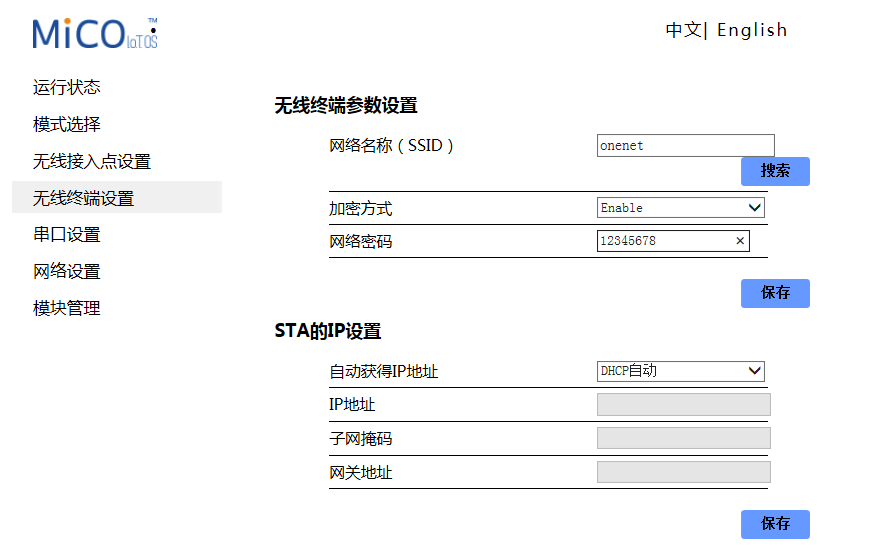 MiCO IoT OS ™
中文| English
运行状态
模式选择
无线接入点设置
无线终端设置
串口设置
网络设置
模块管理
无线终端参数设置
网络名称（SSID） onenet
搜索
加密方式 Enable
网络密码 12345678 ×
保存
STA的IP设置
自动获得IP地址 DHCP自动
IP地址
子网掩码
网关地址
保存